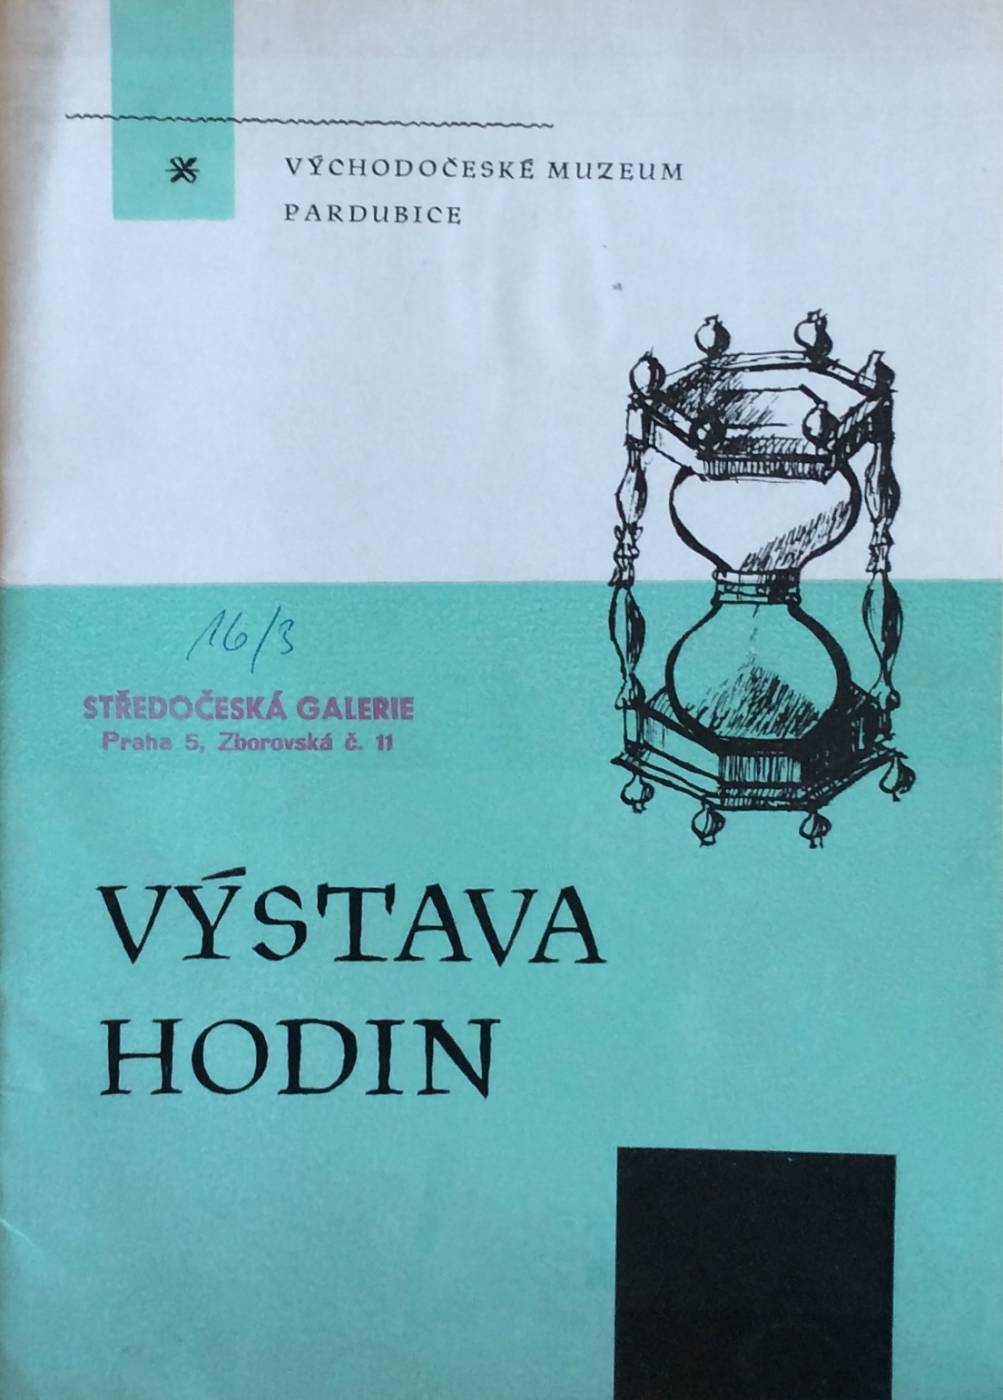 VÝCHODOČESKÉ MUZEUM
PARDUBICE
16/3
STŘEDOČESKÁ GALERIE
Praha 5, Zborovská č. 11
VÝSTAVA
HODIN